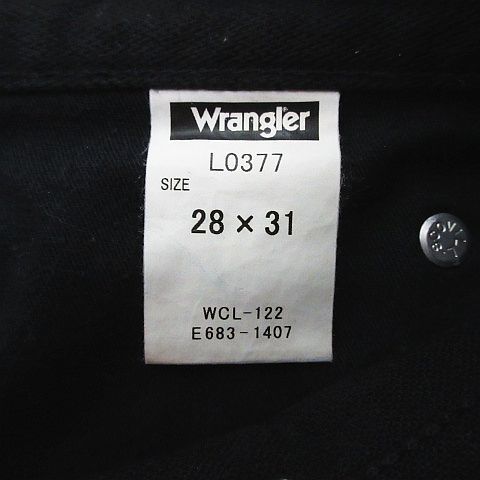 Wrangler
L0377
SIZE
28 × 31
WCL-122
E683-1407